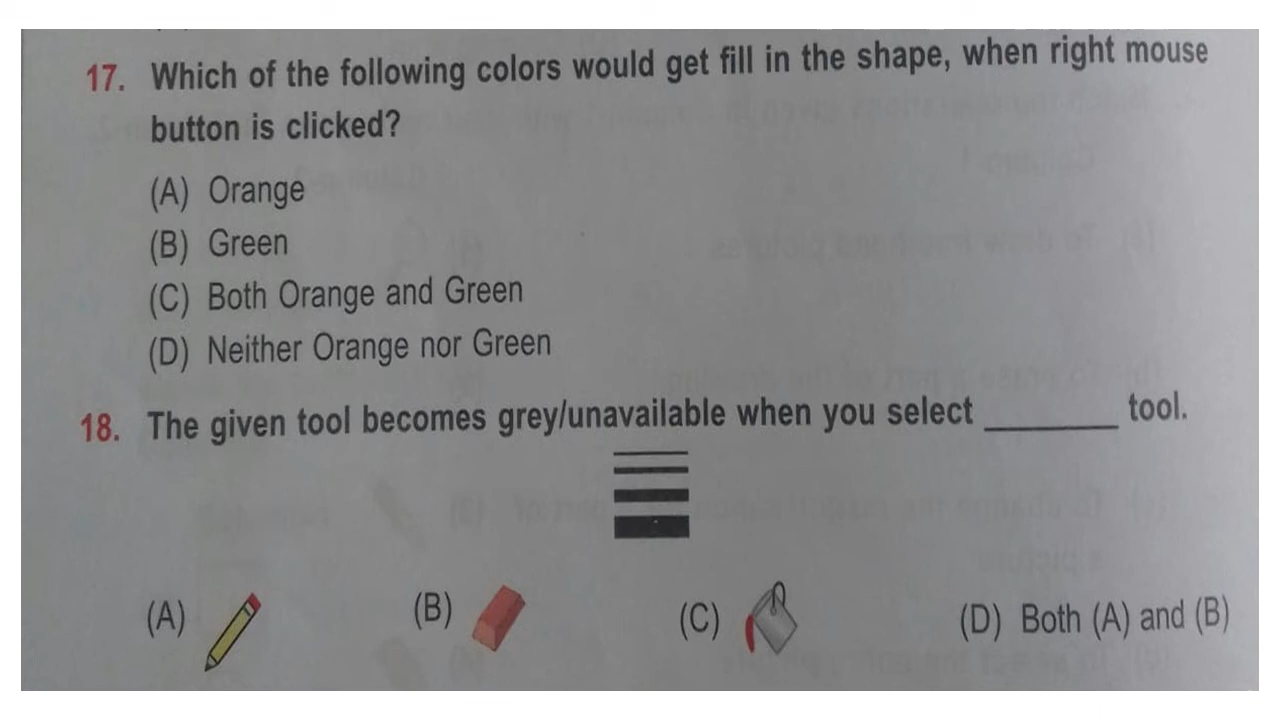 17. Which of the following colors would get fill in the shape, when right mouse
button is clicked?
(A) Orange
(B) Green
(C) Both Orange and Green
(D) Neither Orange nor Green
18. The given tool becomes grey/unavailable when you select ________ tool.
(A) (B) (C) (D) Both (A) and (B)